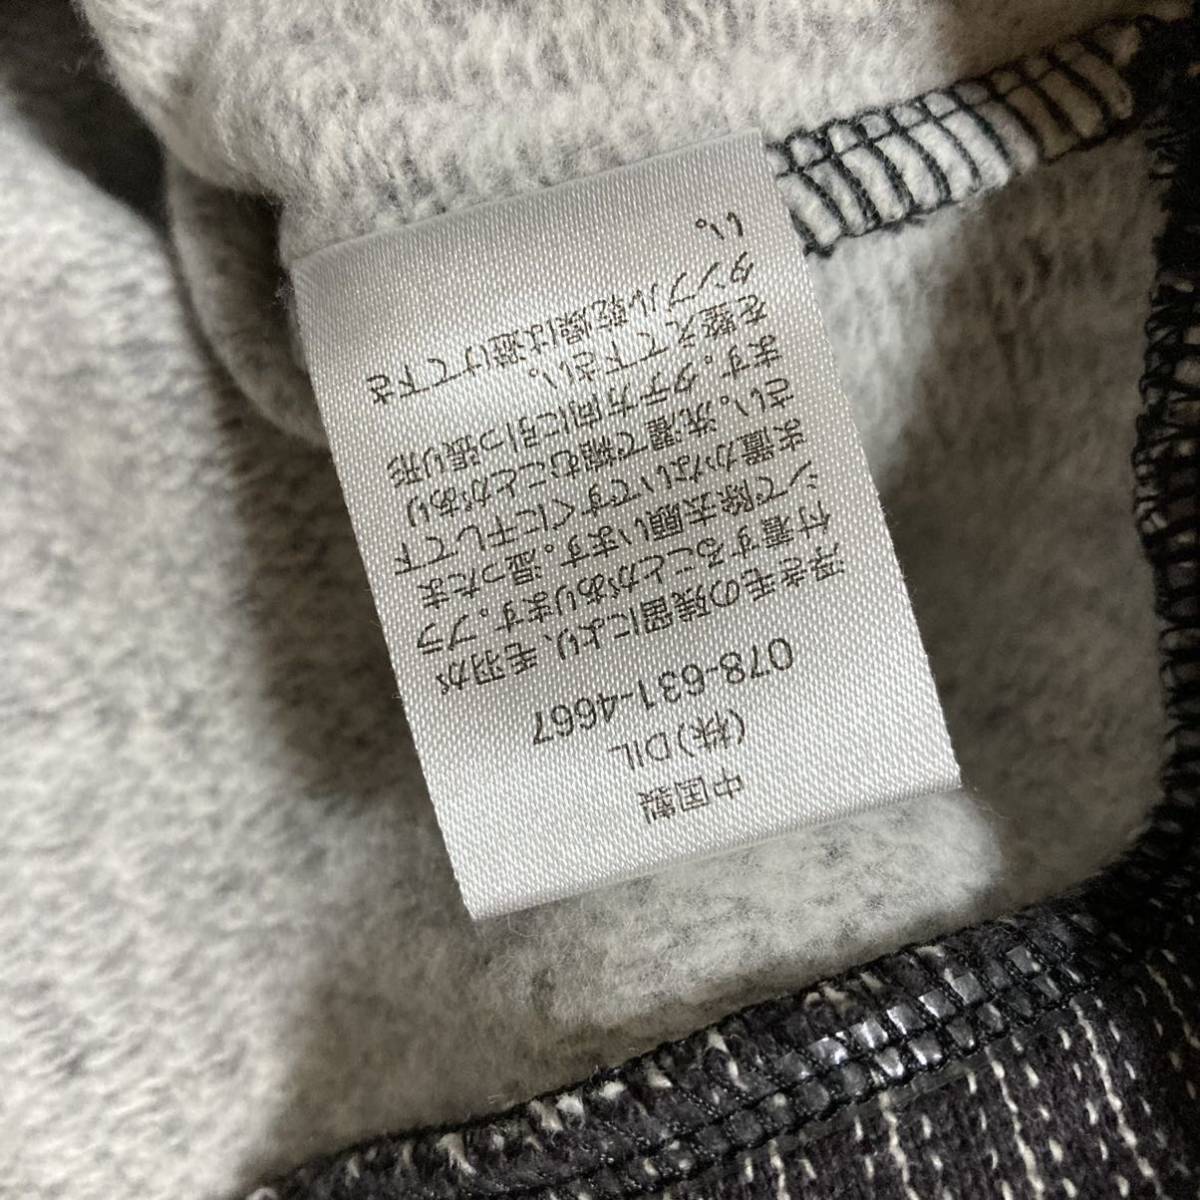 中国製
(株)DIL
078-631-4667
浮き毛の残留により、毛羽が
付着することがあります。ブラ
シで除去願います。湿ったま
ま置かないですぐに干して下
さい。洗濯で縮むことがあり
ます。タテ方向に引っ張り形
を整えて下さい。
タンブル乾燥は避けて下さ
い。